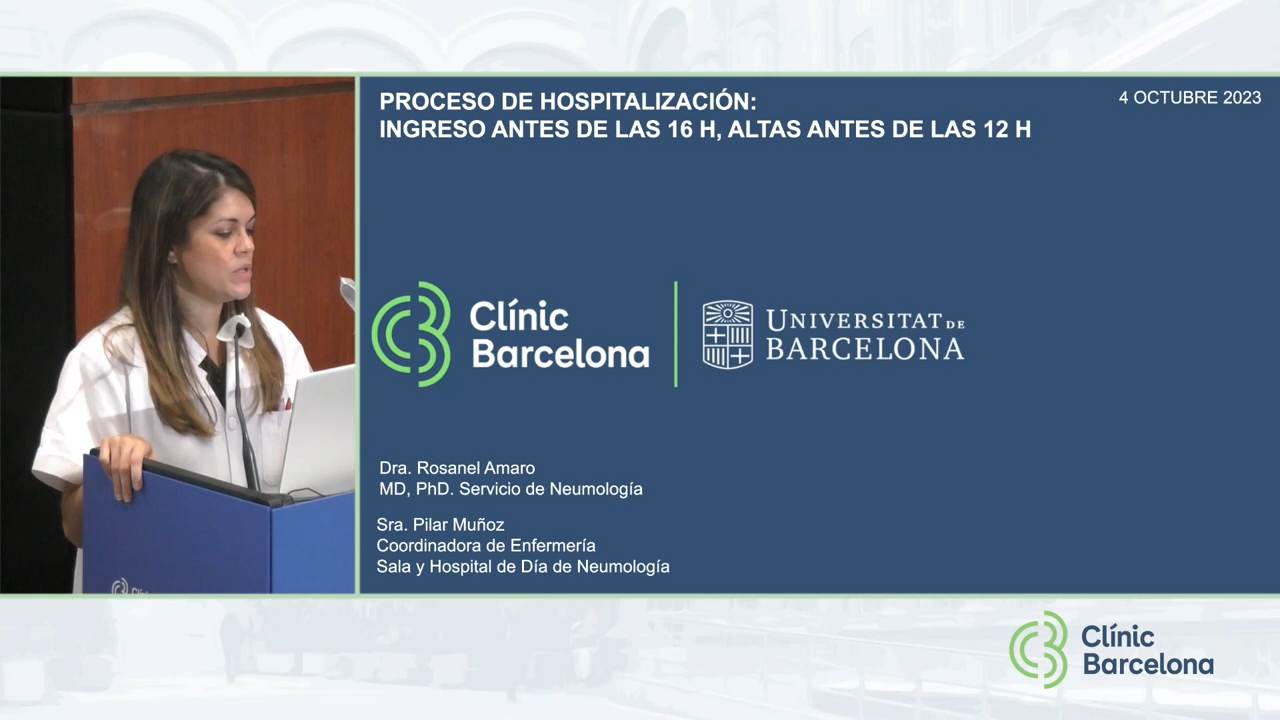 PROCESO DE HOSPITALIZACIÓN:
INGRESO ANTES DE LAS 16 H, ALTAS ANTES DE LAS 12 H
4 OCTUBRE 2023
Clínic
Barcelona
UNIVERSITAT DE
BARCELONA
Dra. Rosanel Amaro
MD, PhD. Servicio de Neumología
Sra. Pilar Muñoz
Coordinadora de Enfermería
Sala y Hospital de Día de Neumología
Clínic
Barcelona